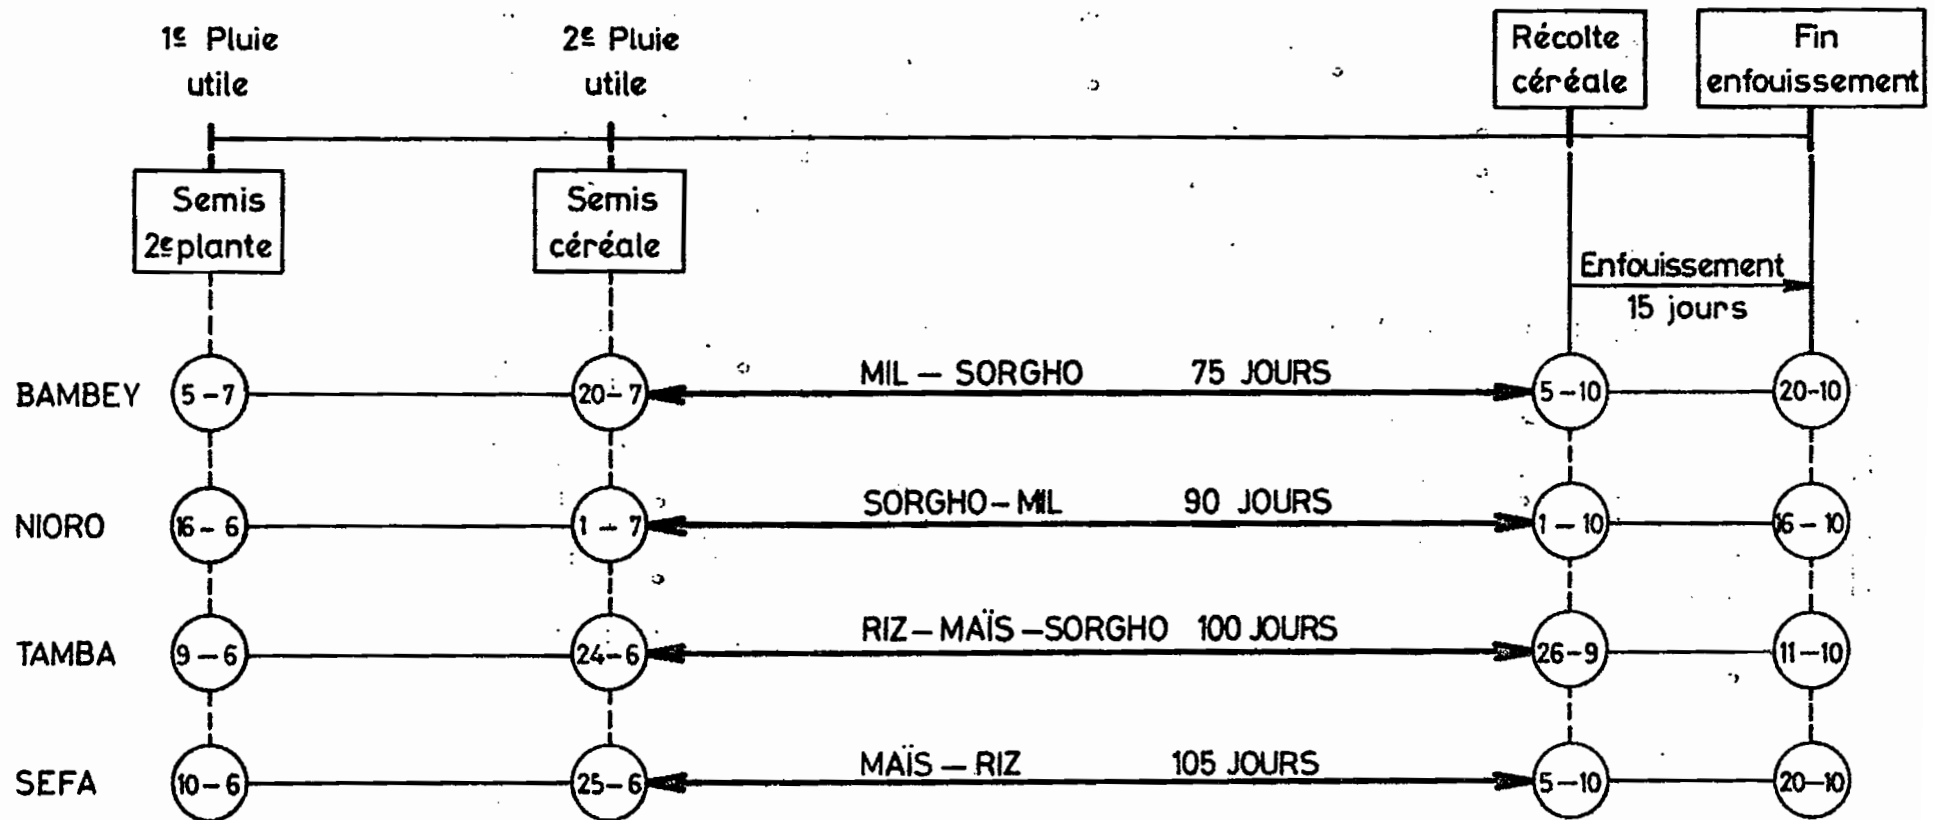 1e Pluie
utile
2e Pluie
utile
Récolte
céréale
Fin
enfouissement
Semis
2e plante
Semis
céréale
Enfouissement
15 jours
BAMBEY 5-7 20-7 MIL - SORGHO 75 JOURS 5-10 20-10
NIORO 16-6 1-7 SORGHO-MIL 90 JOURS 1-10 16-10
TAMBA 9-6 24-6 RIZ-MAÏS-SORGHO 100 JOURS 26-9 11-10
SEFA 10-6 25-6 MAÏS-RIZ 105 JOURS 5-10 20-10